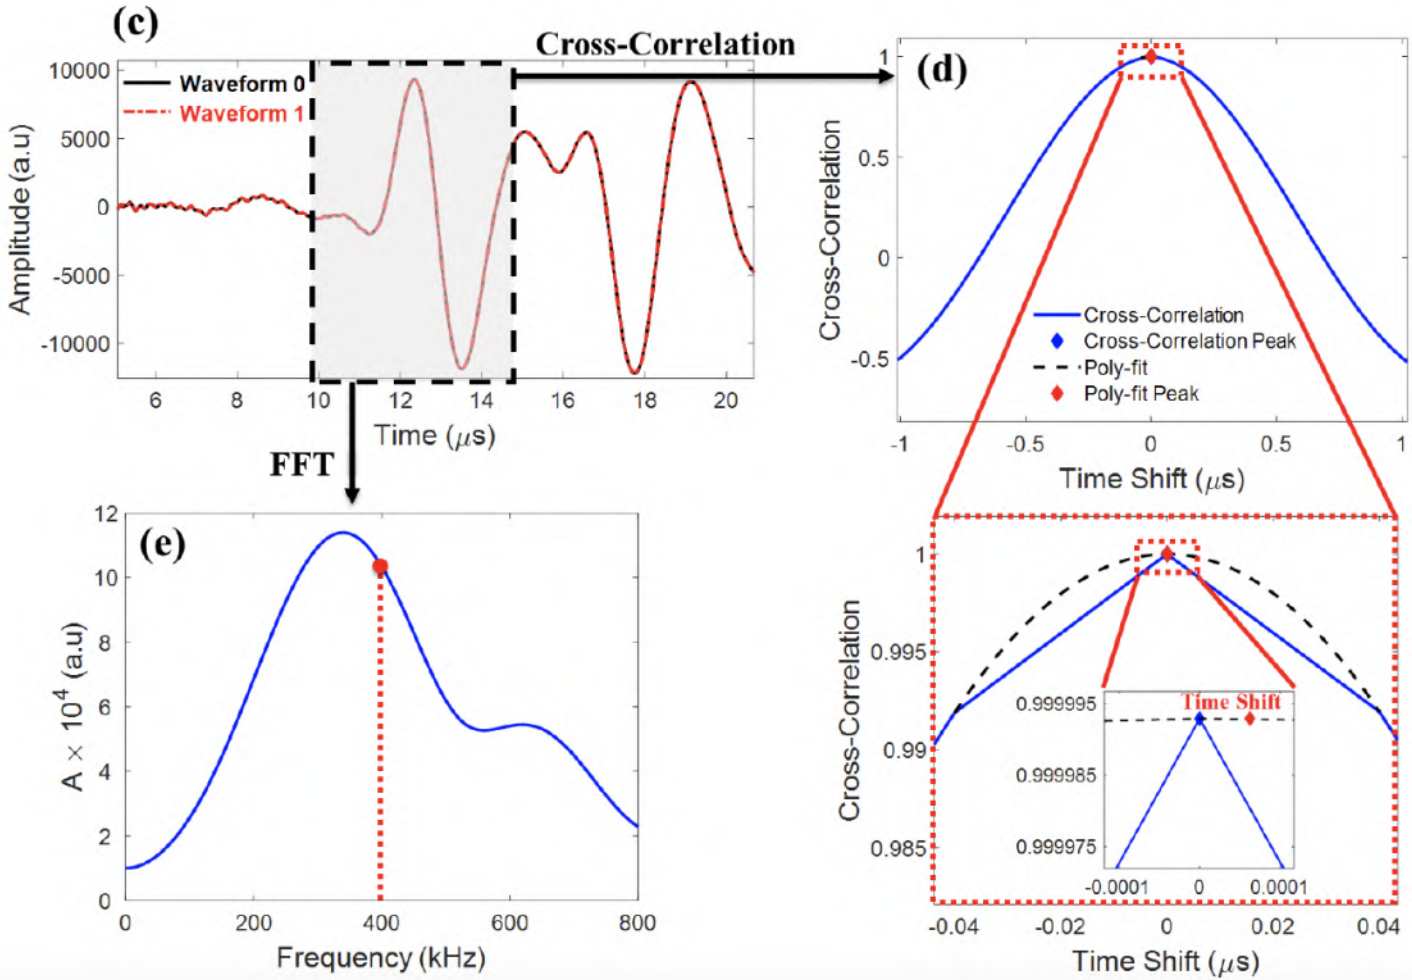 (c)
Cross-Correlation
Waveform 0
Waveform 1
10000
5000
0
-5000
-10000
Amplitude (a.u)
6 8 10 12 14 16 18 20
Time (μs)
FFT
(d)
1
0.5
0
-0.5
Cross-Correlation
Cross-Correlation
Cross-Correlation Peak
Poly-fit
Poly-fit Peak
-1 -0.5 0 0.5 1
Time Shift (μs)
(e)
12
10
8
6
4
2
0
A × 10⁴ (a.u)
0 200 400 600 800
Frequency (kHz)
1
0.995
0.99
0.985
Cross-Correlation
Time Shift
0.999995
0.999985
0.999975
-0.0001 0 0.0001
-0.04 -0.02 0 0.02 0.04
Time Shift (μs)